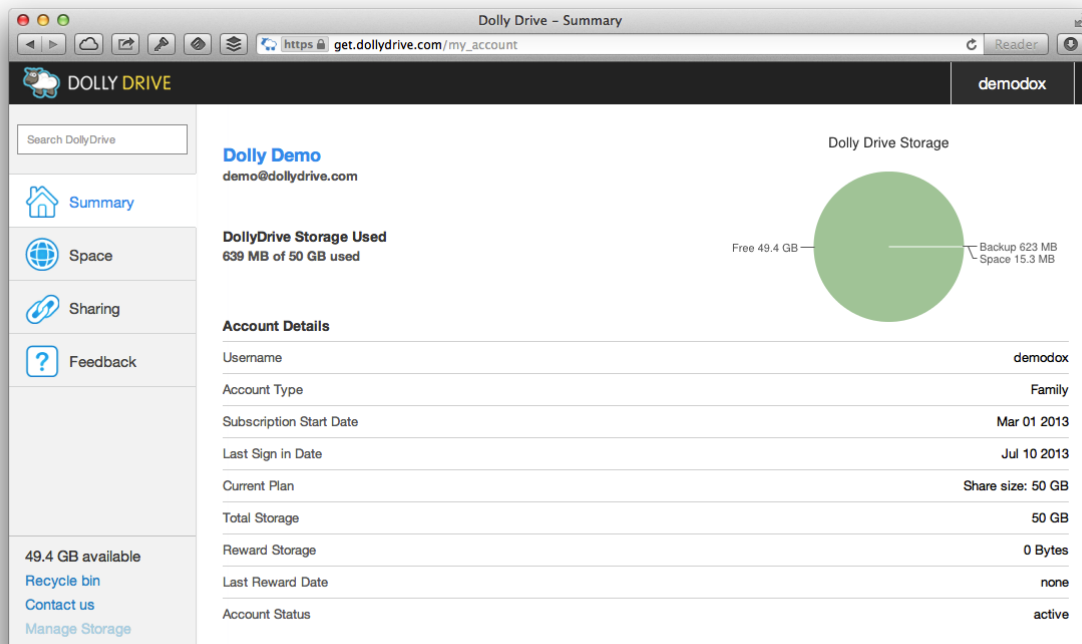 Dolly Drive – Summary
https get.dollydrive.com/my_account
Reader
DOLLY DRIVE
demodox
Search DollyDrive
Summary
Space
Sharing
? Feedback
49.4 GB available
Recycle bin
Contact us
Manage Storage
Dolly Demo
demo@dollydrive.com
DollyDrive Storage Used
639 MB of 50 GB used
Dolly Drive Storage
Free 49.4 GB
Backup 623 MB
Space 15.3 MB
Account Details
Username demodox
Account Type Family
Subscription Start Date Mar 01 2013
Last Sign in Date Jul 10 2013
Current Plan Share size: 50 GB
Total Storage 50 GB
Reward Storage 0 Bytes
Last Reward Date none
Account Status active